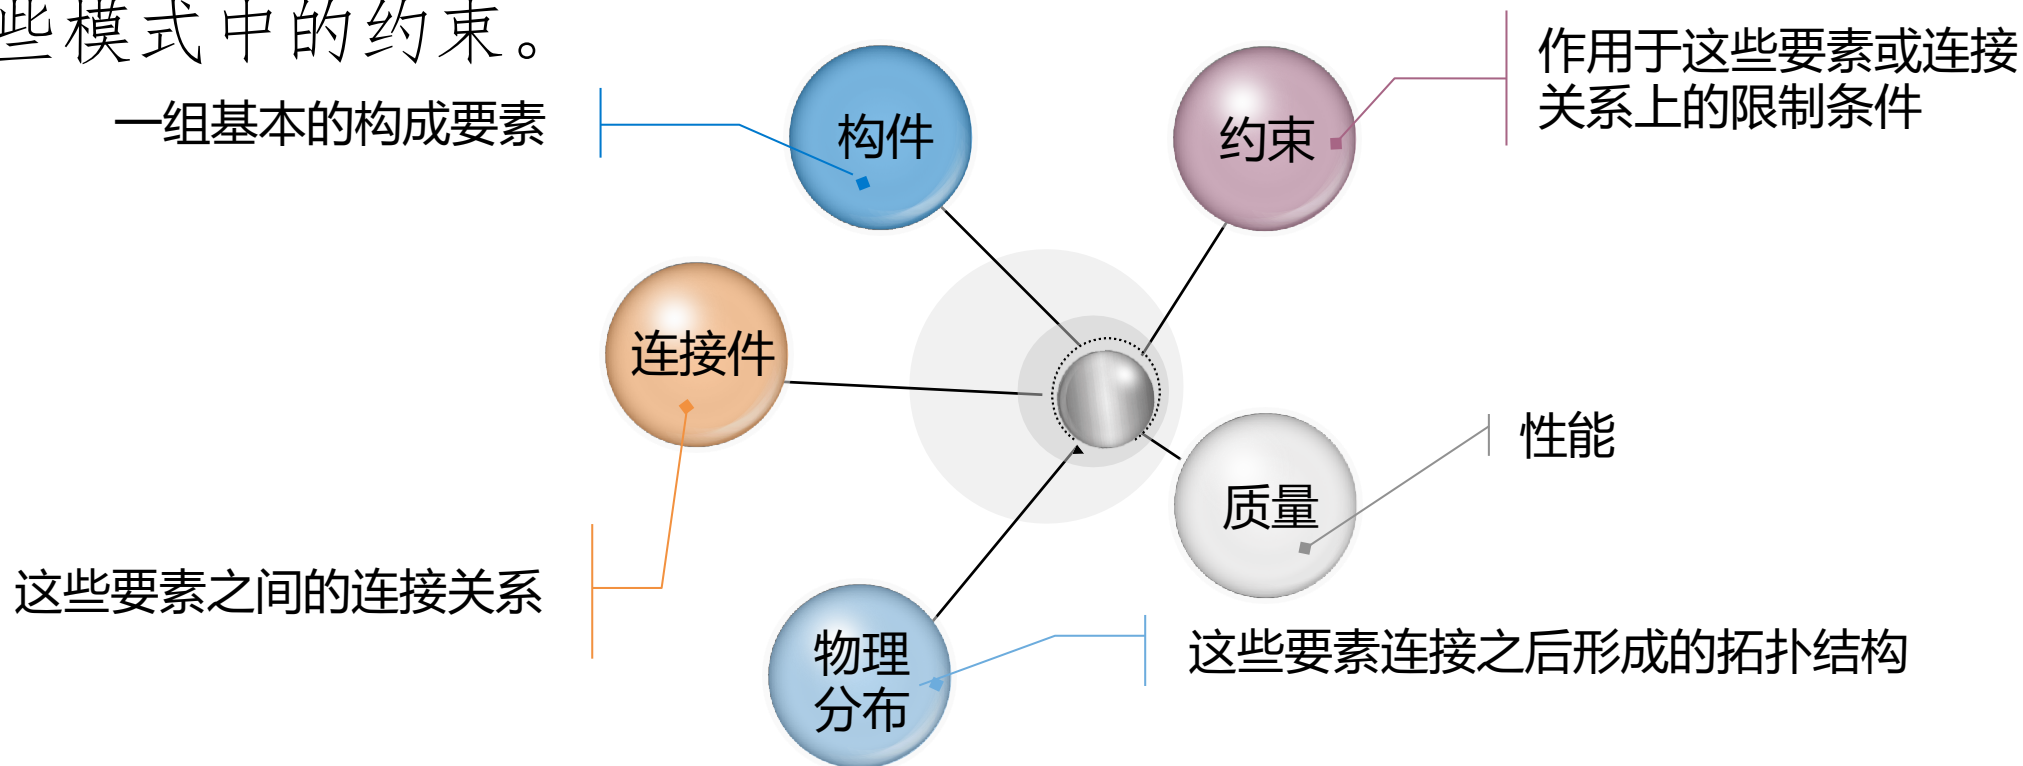 些模式中的约束。
一组基本的构成要素
构件
约束
作用于这些要素或连接
关系上的限制条件
连接件
性能
质量
这些要素之间的连接关系
物理
分布
这些要素连接之后形成的拓扑结构